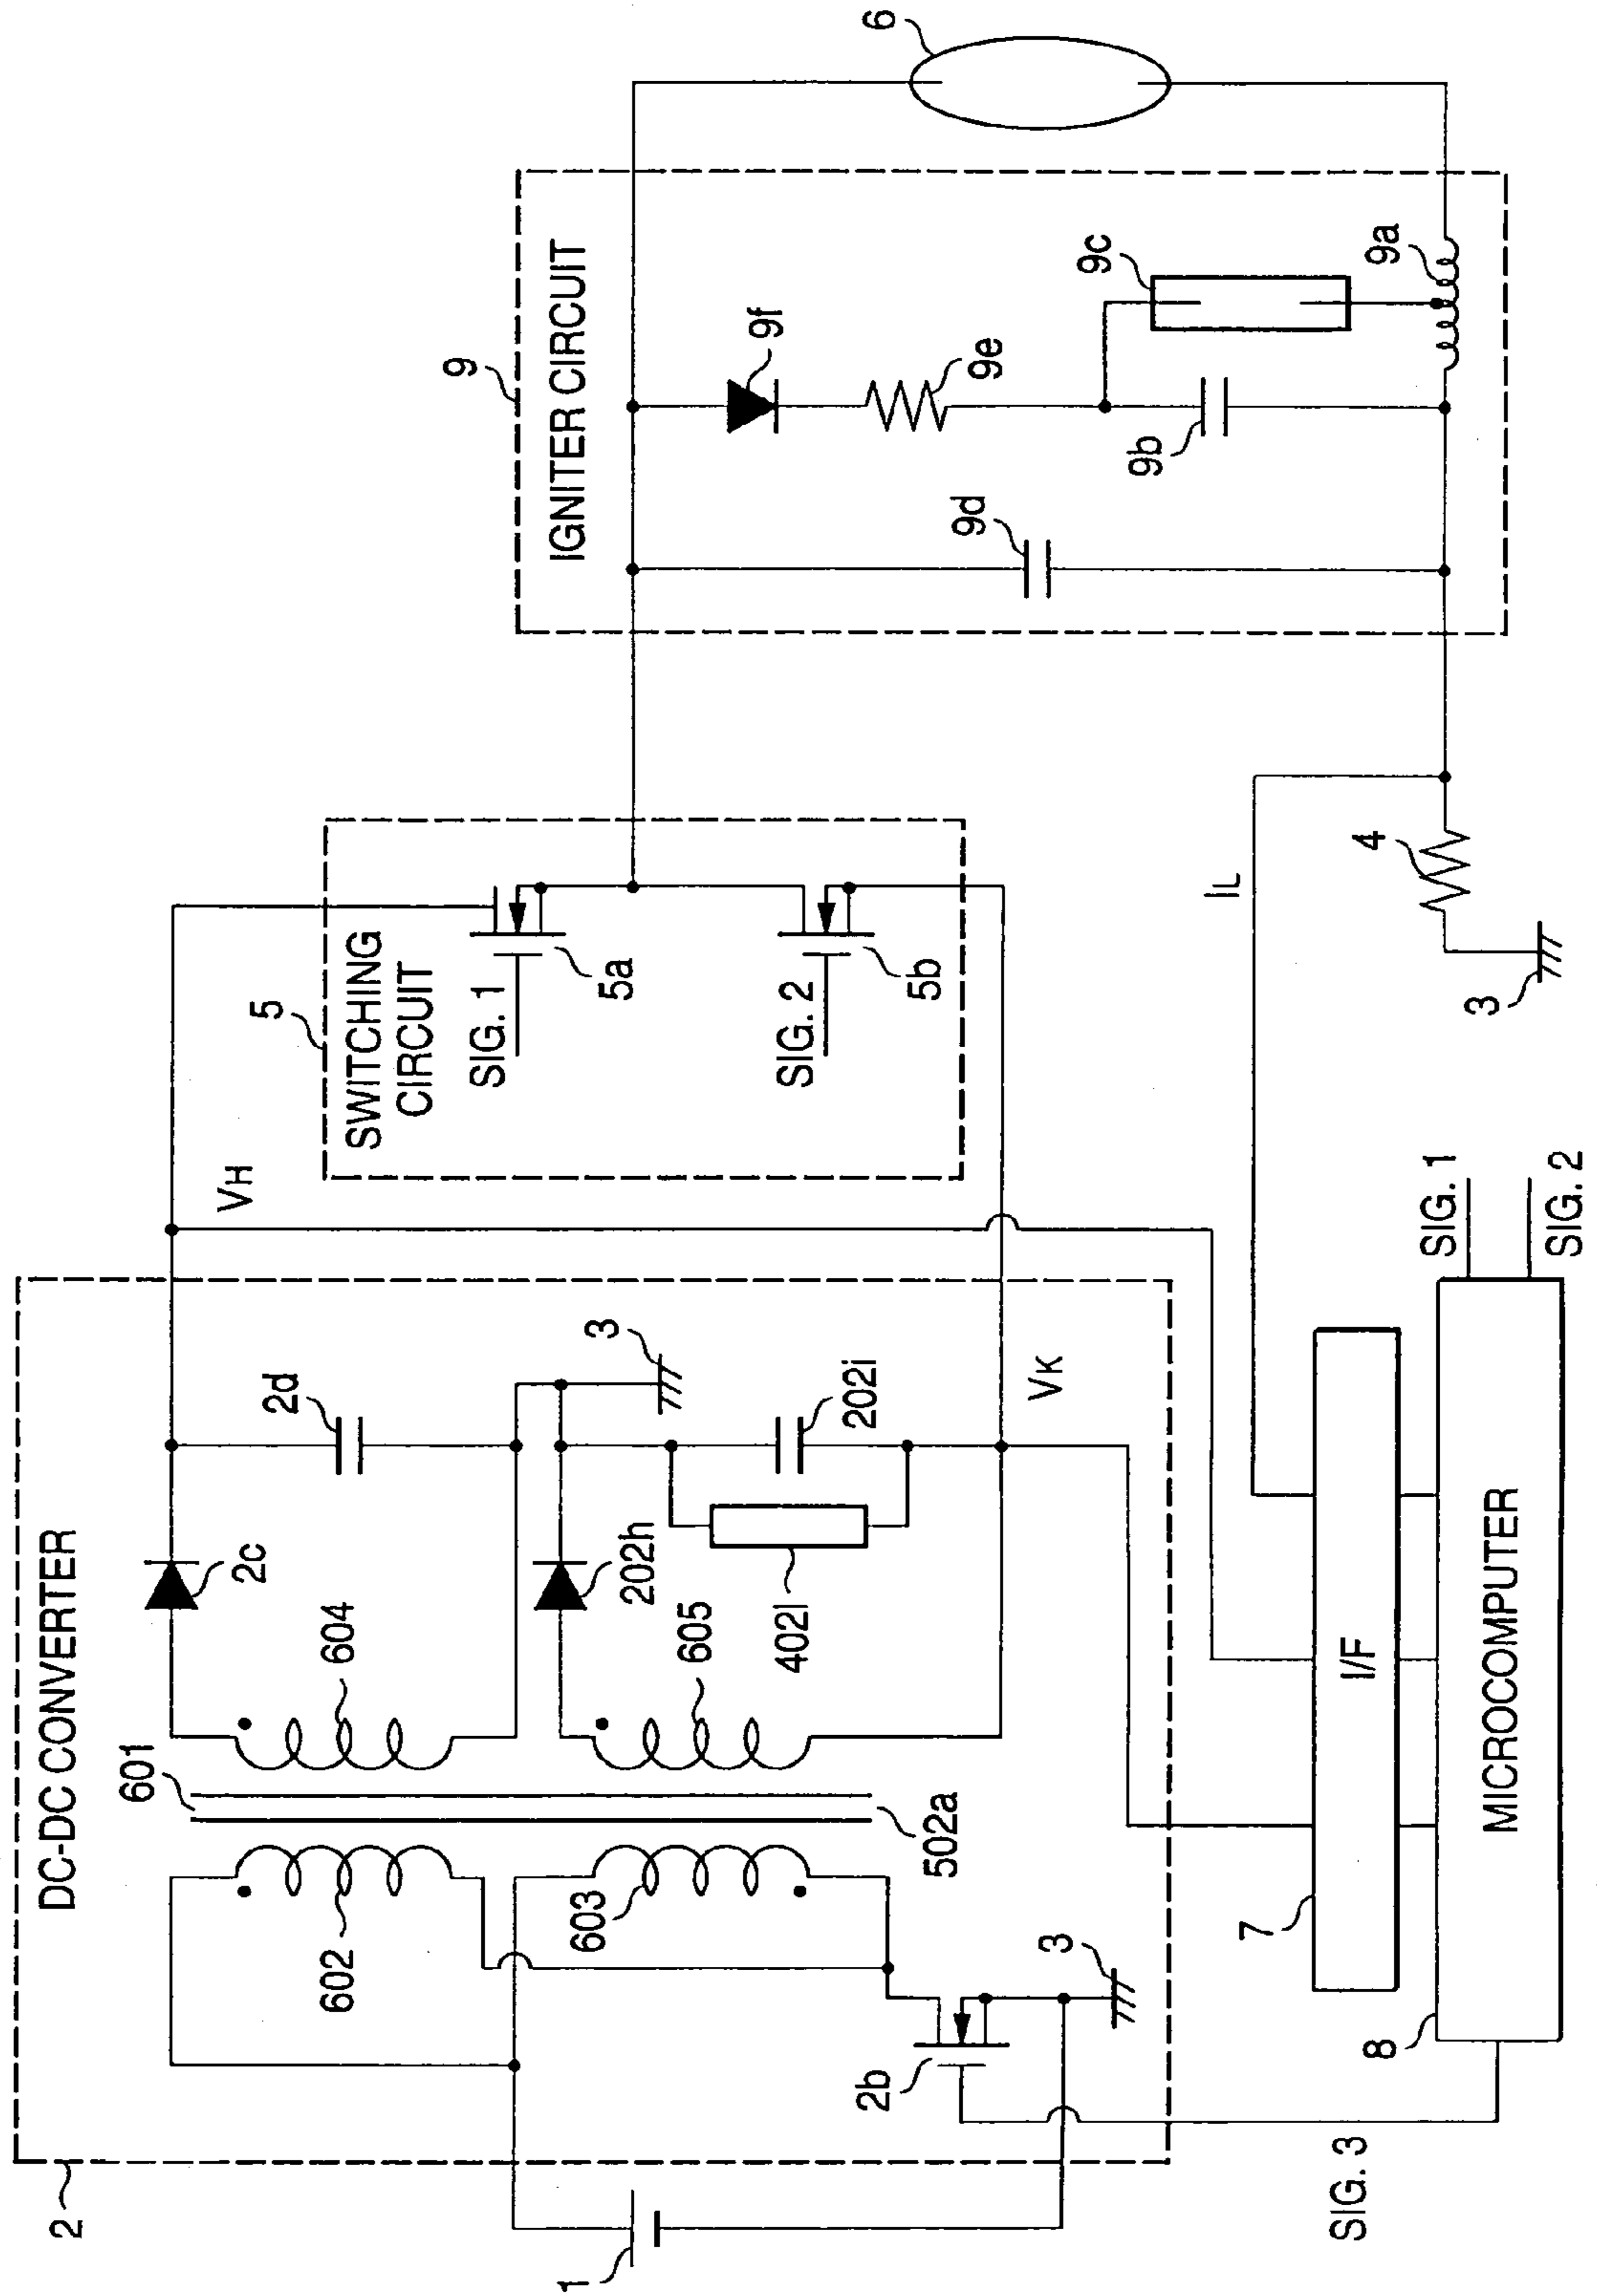 2
DC-DC CONVERTER
601
602
603
604
605
502a
2c
2d
202h
202i
402l
3
2b
3
1
SIG. 3
VH
VK
5
SWITCHING
CIRCUIT
SIG. 1
5a
SIG. 2
5b
9
IGNITER CIRCUIT
9d
9f
9e
9b
9c
9a
6
IL
4
3
7
I/F
8
MICROCOMPUTER
SIG. 1
SIG. 2